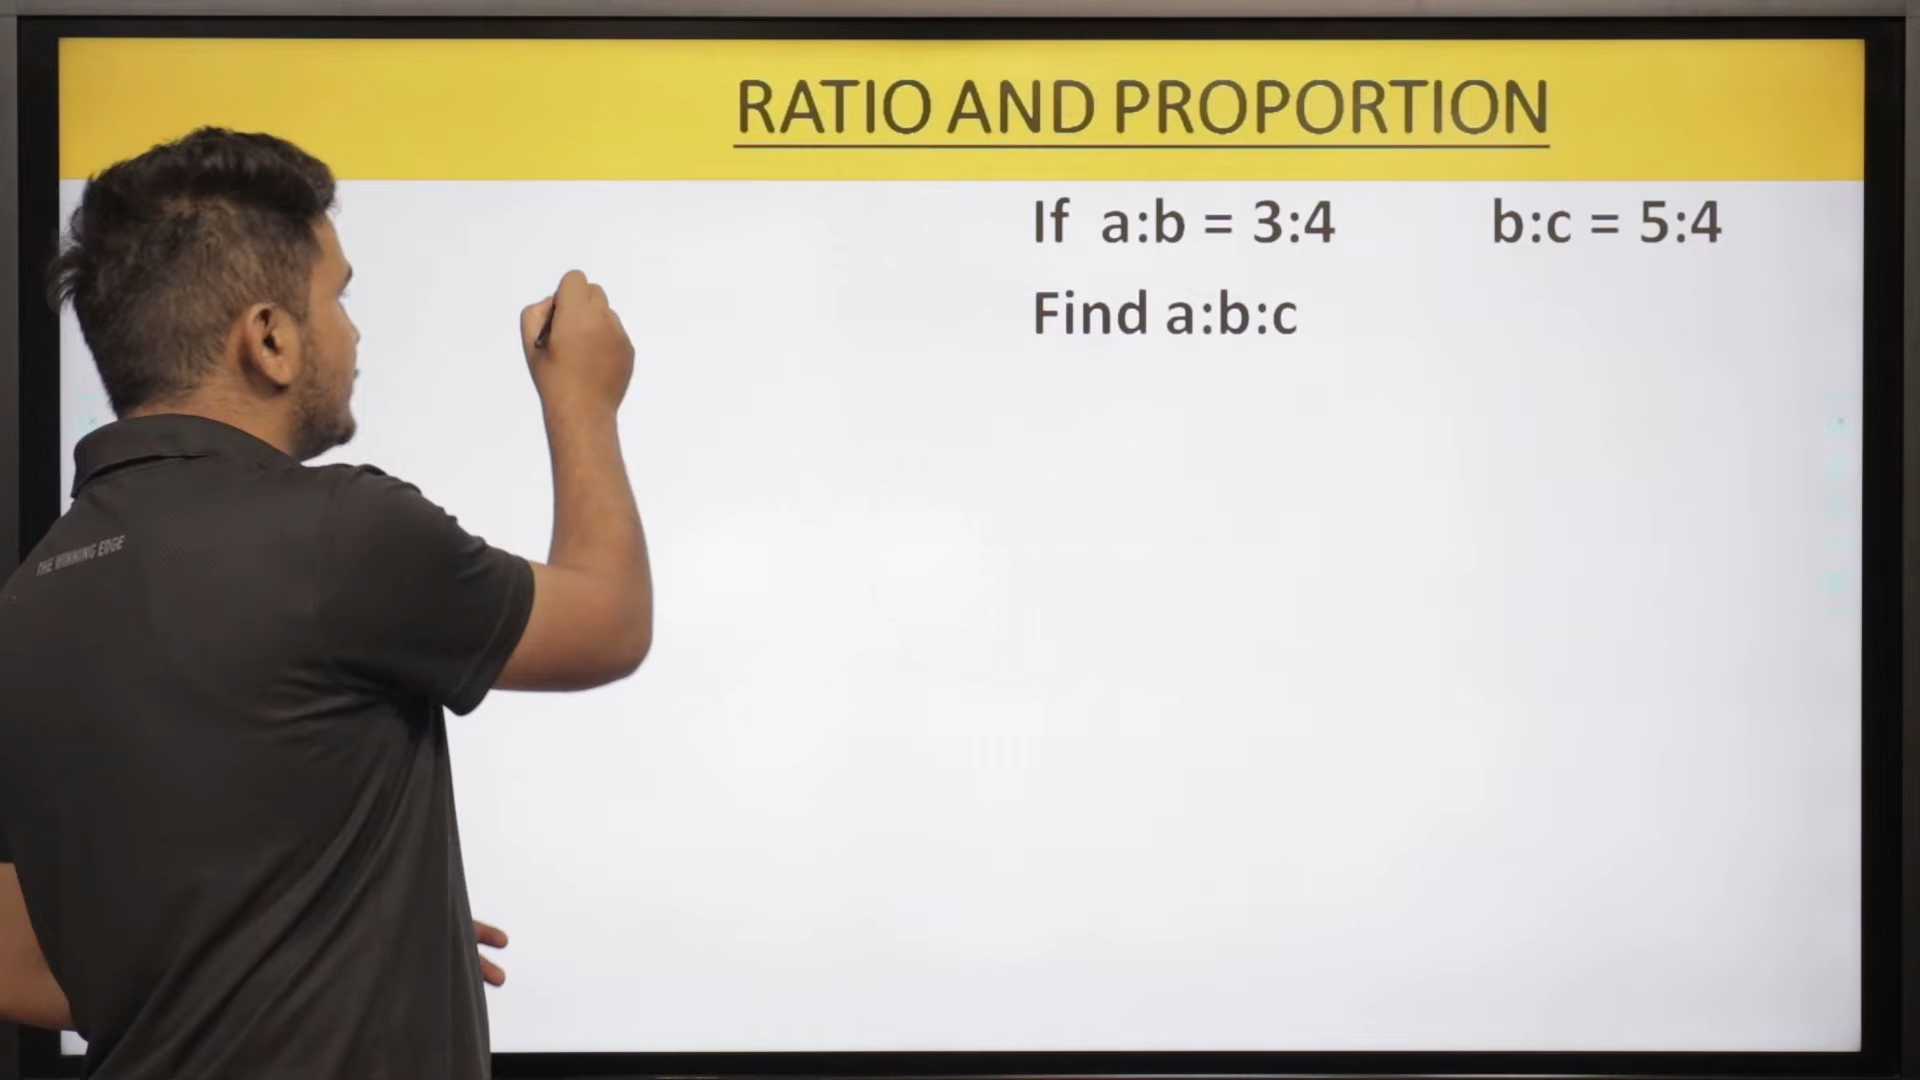 RATIO AND PROPORTION
If a:b = 3:4 b:c = 5:4
Find a:b:c
THE WINNING EDGE